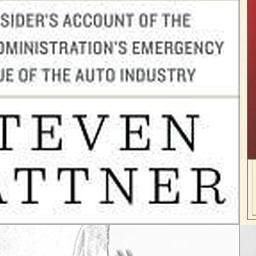 SIDER'S ACCOUNT OF THE
DMINISTRATION'S EMERGENCY
UE OF THE AUTO INDUSTRY
TEVEN
ATTNER